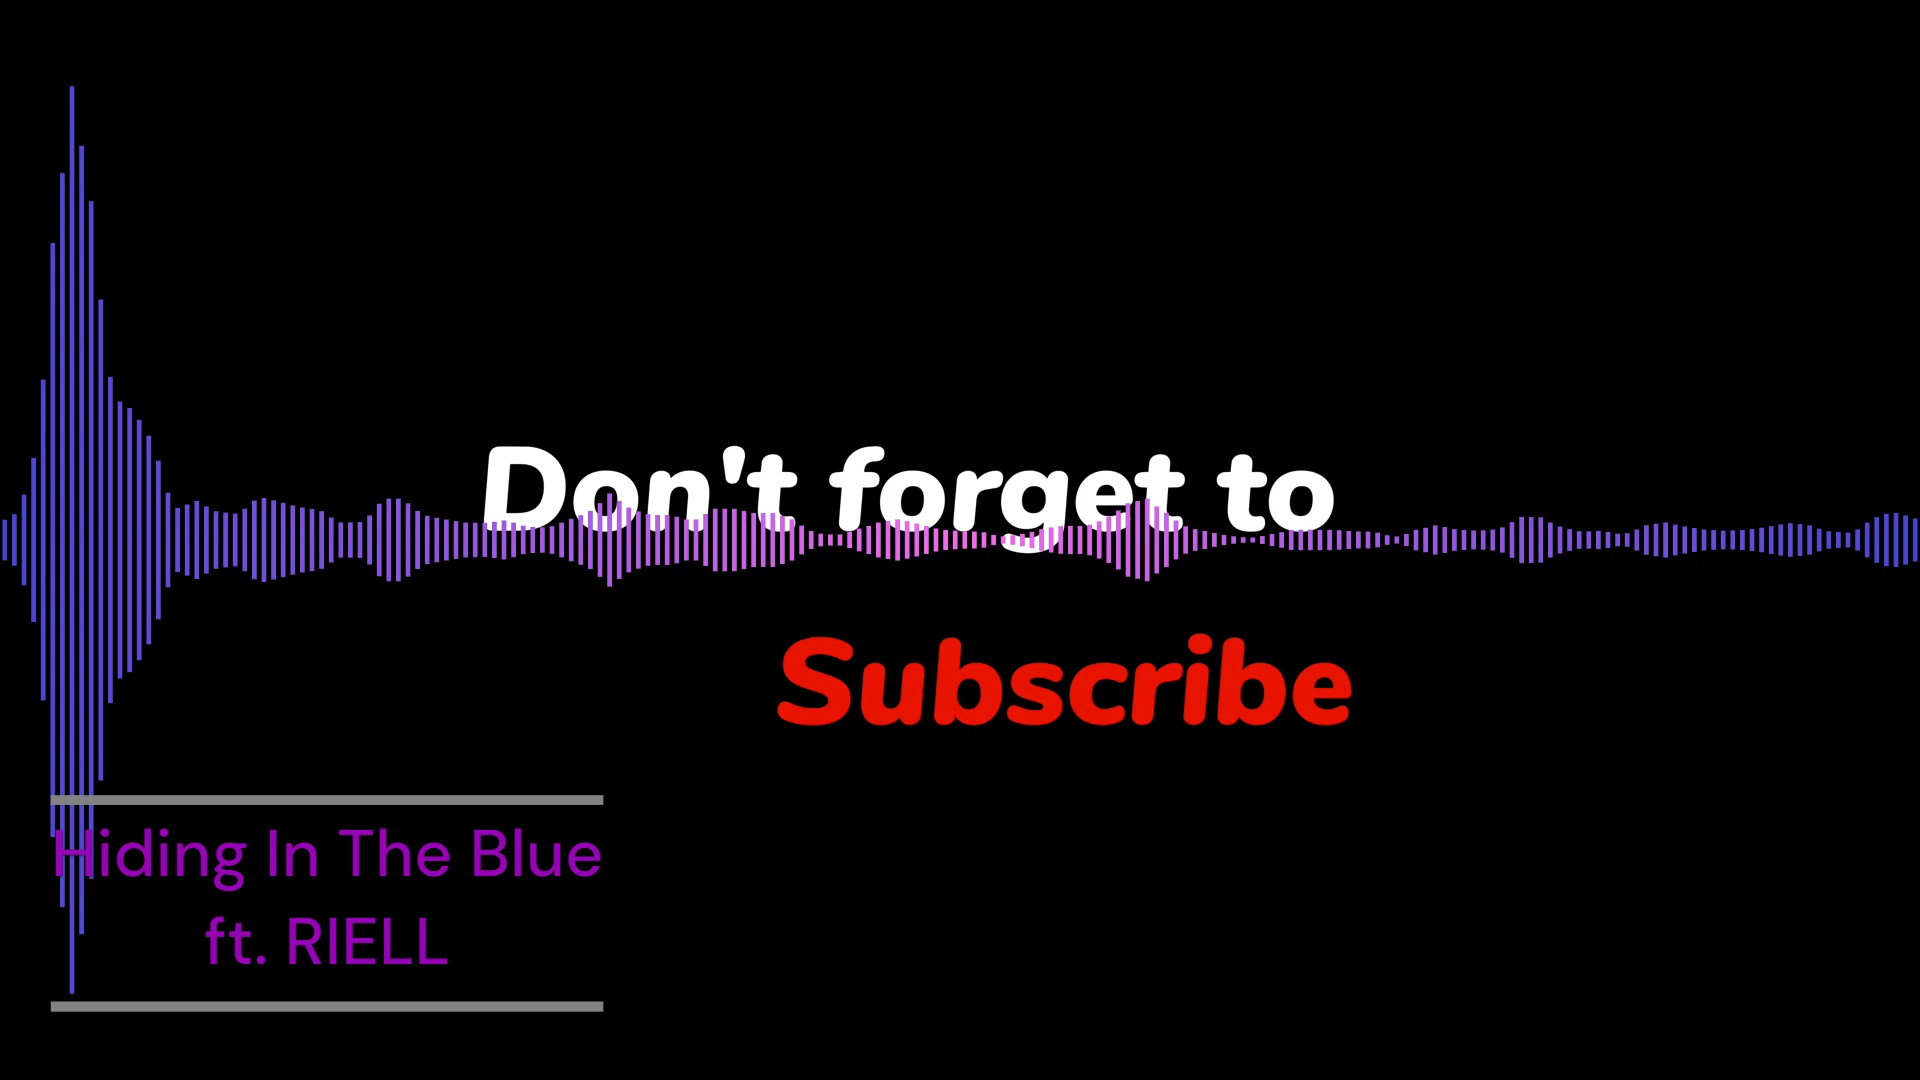 Don't forget to
Subscribe
Hiding In The Blue
ft. RIELL